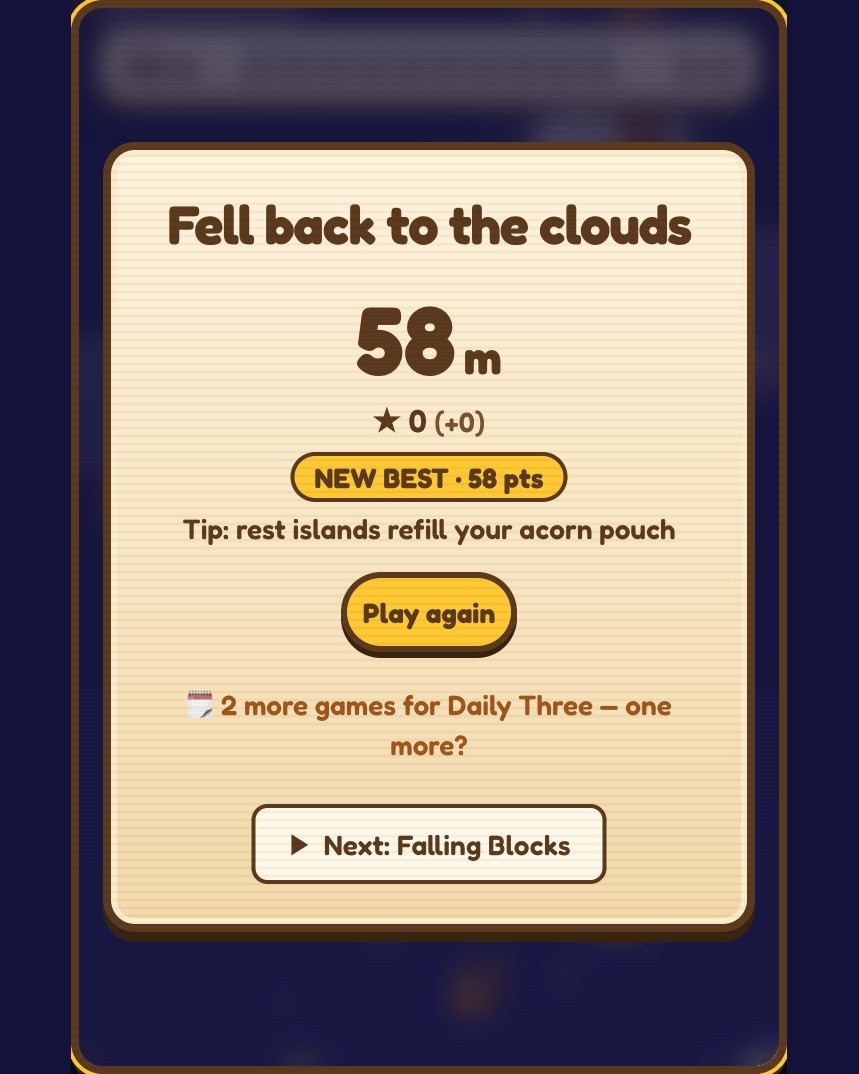 Fell back to the clouds
58 m
★ 0 (+0)
NEW BEST · 58 pts
Tip: rest islands refill your acorn pouch
Play again
2 more games for Daily Three — one
more?
▶ Next: Falling Blocks